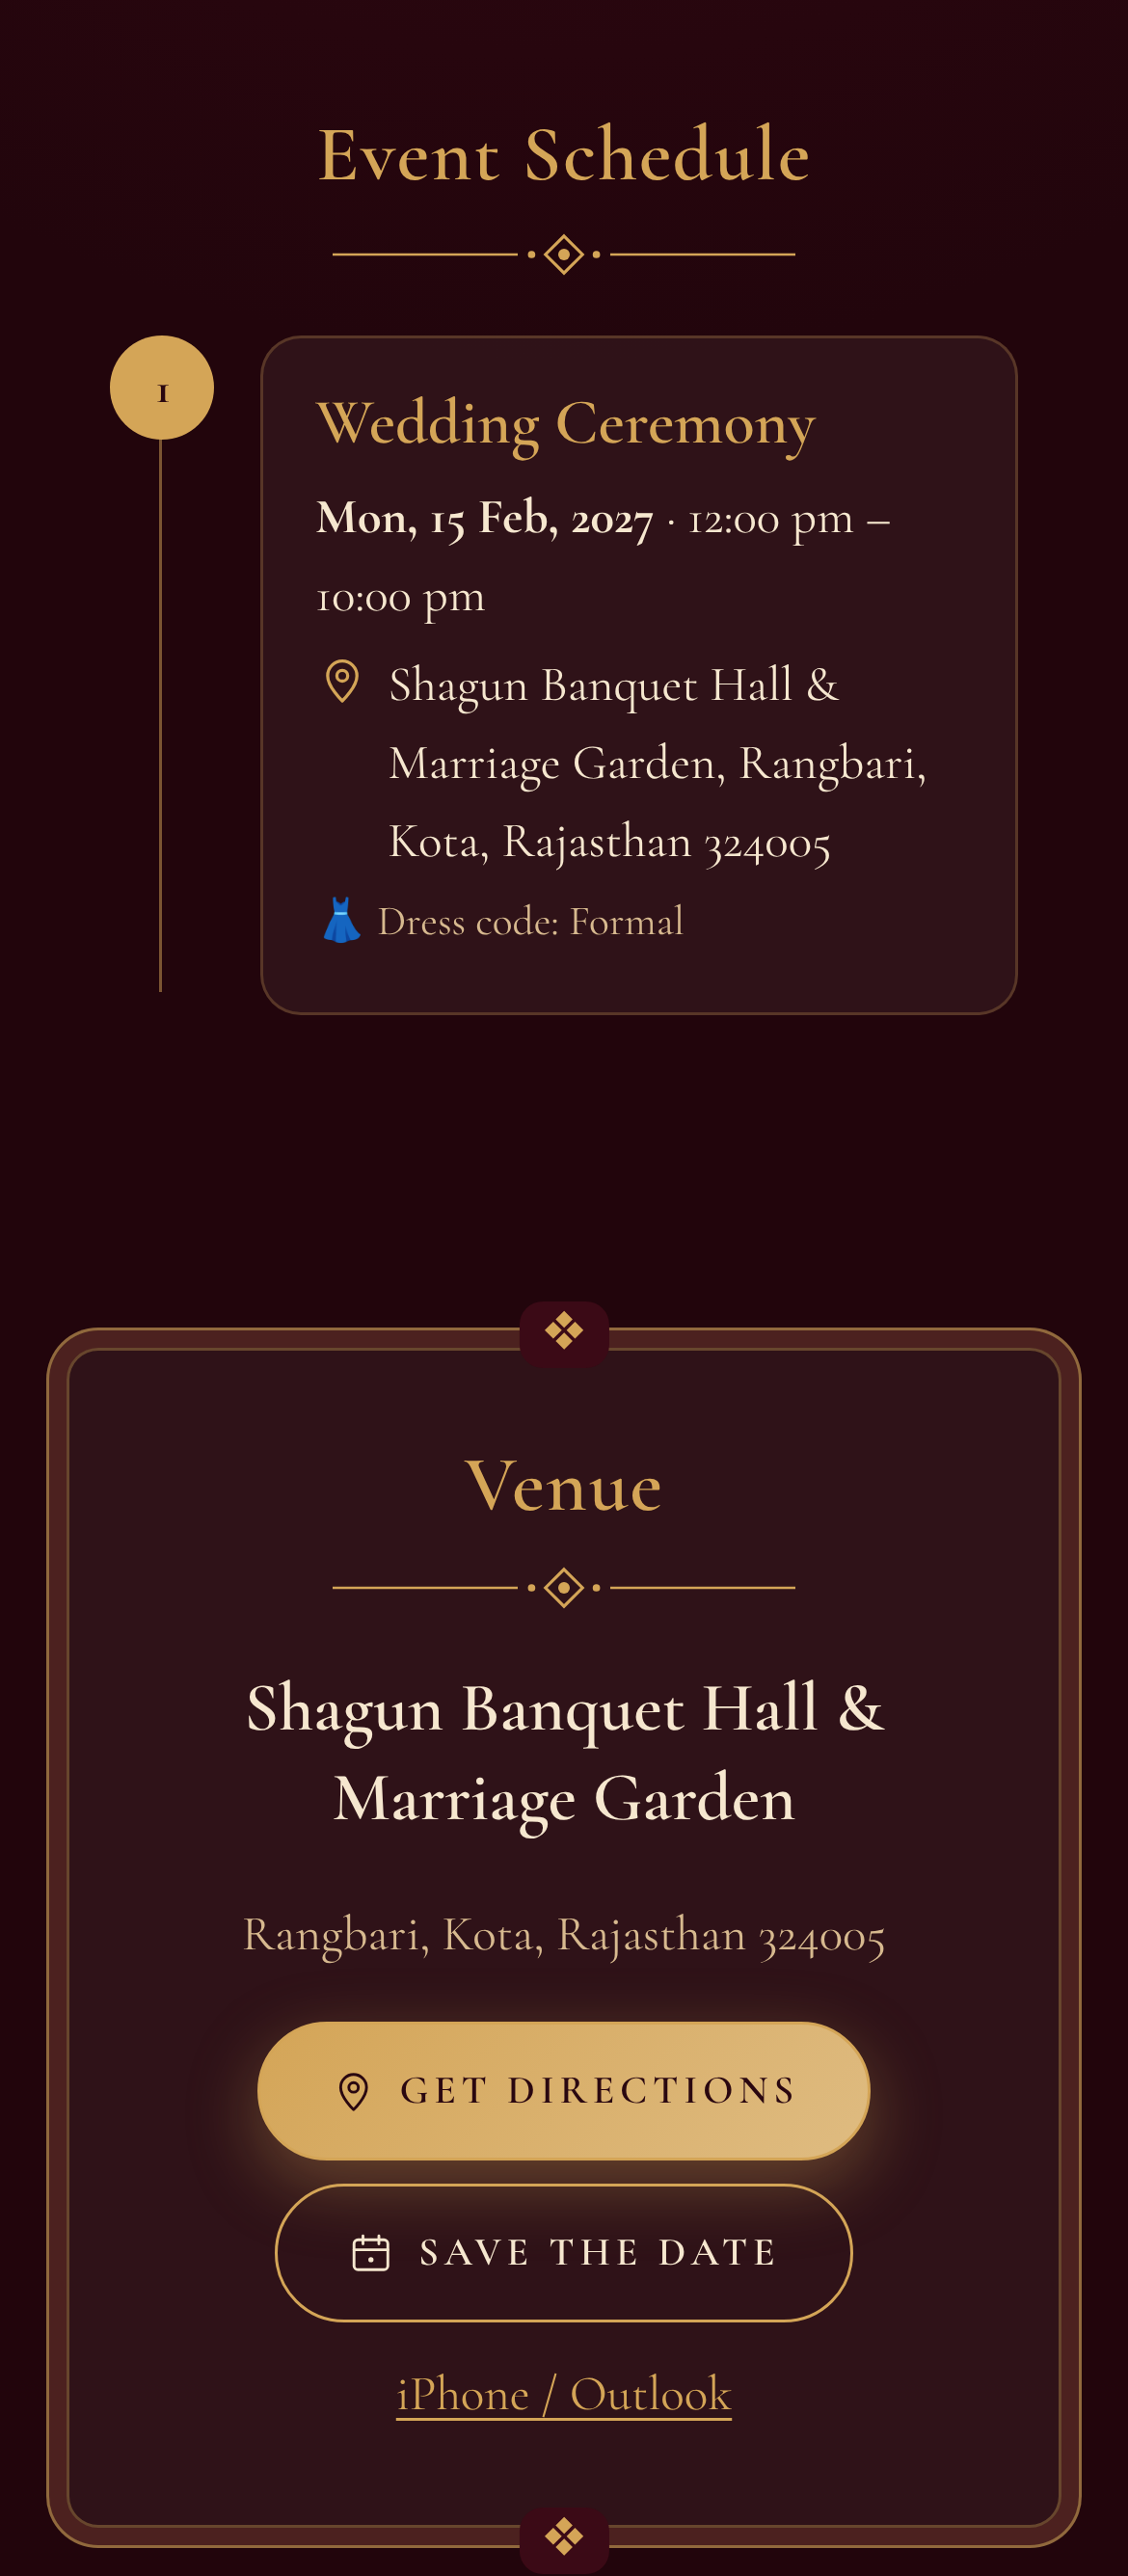 Event Schedule
1
Wedding Ceremony
Mon, 15 Feb, 2027 · 12:00 pm –
10:00 pm
Shagun Banquet Hall &
Marriage Garden, Rangbari,
Kota, Rajasthan 324005
👗 Dress code: Formal
Venue
Shagun Banquet Hall &
Marriage Garden
Rangbari, Kota, Rajasthan 324005
GET DIRECTIONS
SAVE THE DATE
iPhone / Outlook